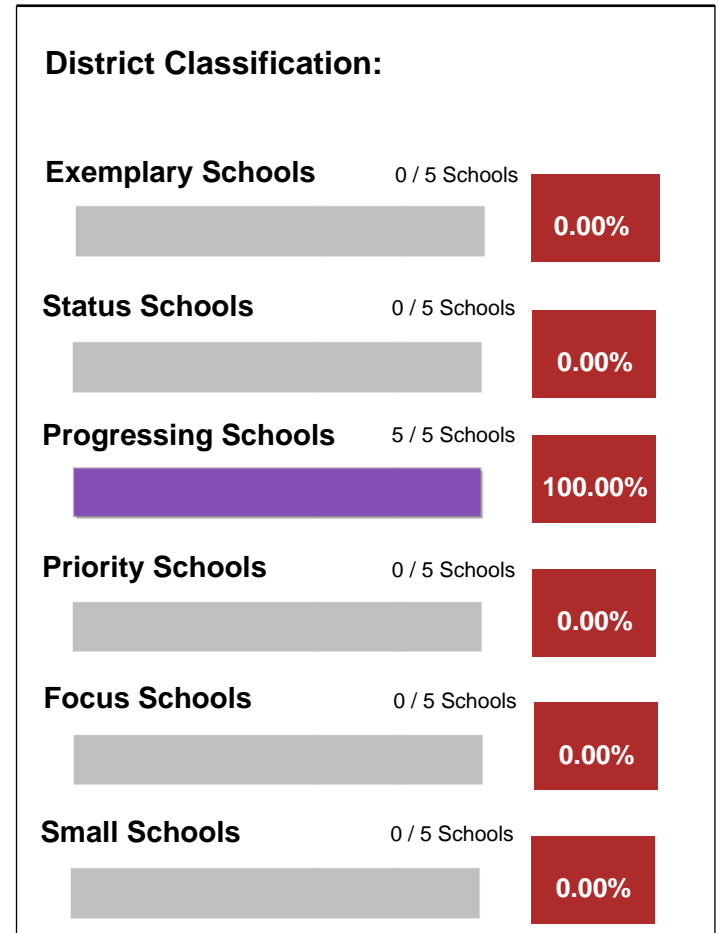 District Classification:
Exemplary Schools 0 / 5 Schools
0.00%
Status Schools 0 / 5 Schools
0.00%
Progressing Schools 5 / 5 Schools
100.00%
Priority Schools 0 / 5 Schools
0.00%
Focus Schools 0 / 5 Schools
0.00%
Small Schools 0 / 5 Schools
0.00%